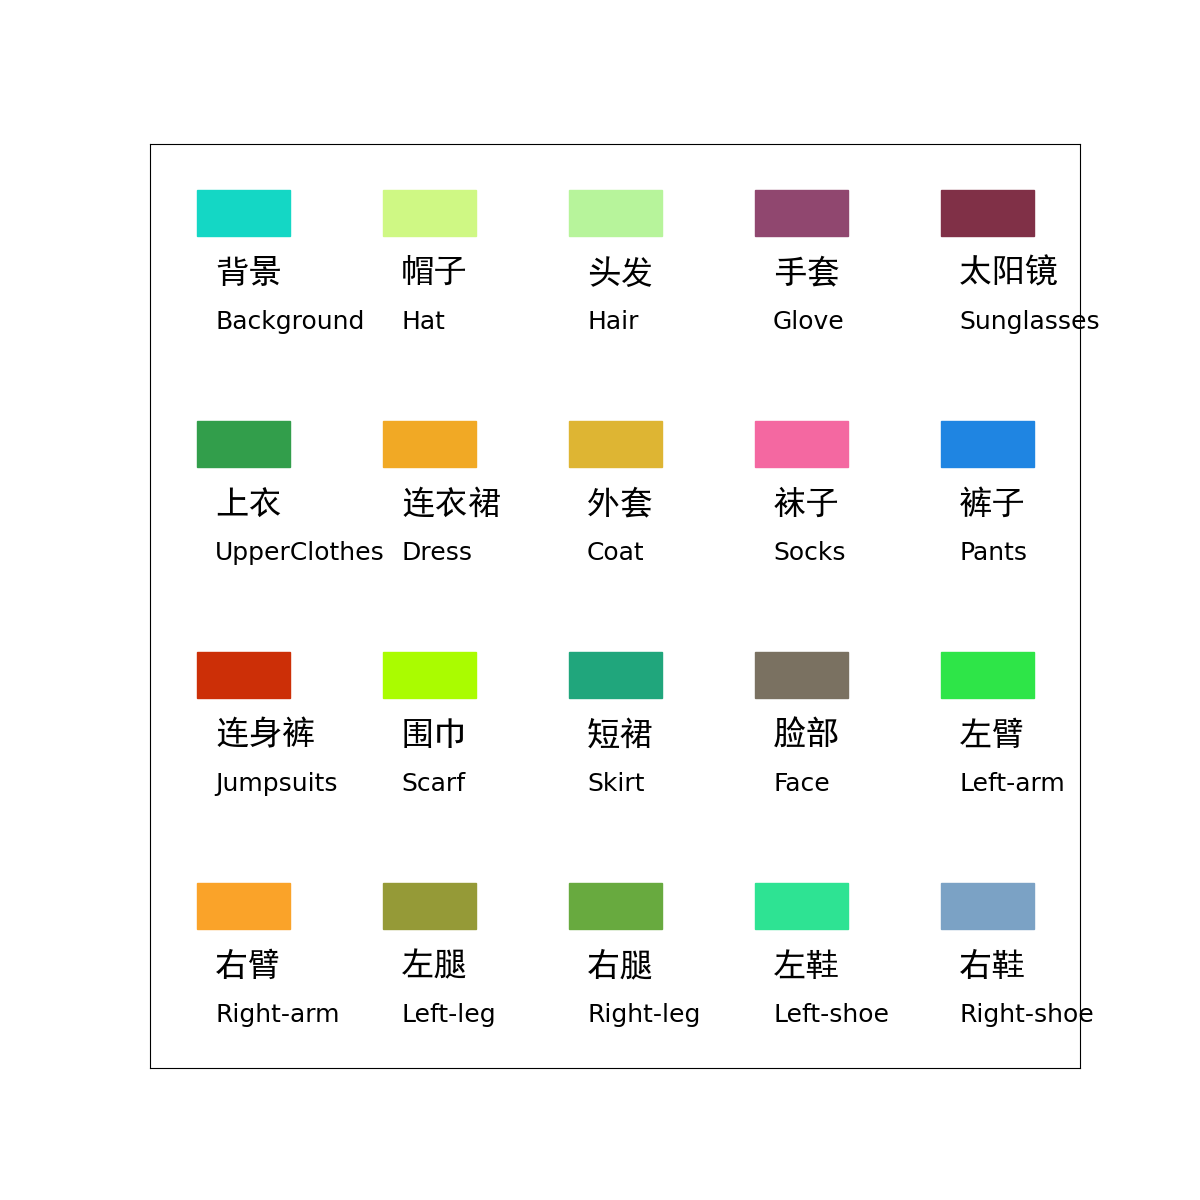 背景 帽子 头发 手套 太阳镜
Background Hat Hair Glove Sunglasses
上衣 连衣裙 外套 袜子 裤子
UpperClothes Dress Coat Socks Pants
连身裤 围巾 短裙 脸部 左臂
Jumpsuits Scarf Skirt Face Left-arm
右臂 左腿 右腿 左鞋 右鞋
Right-arm Left-leg Right-leg Left-shoe Right-shoe